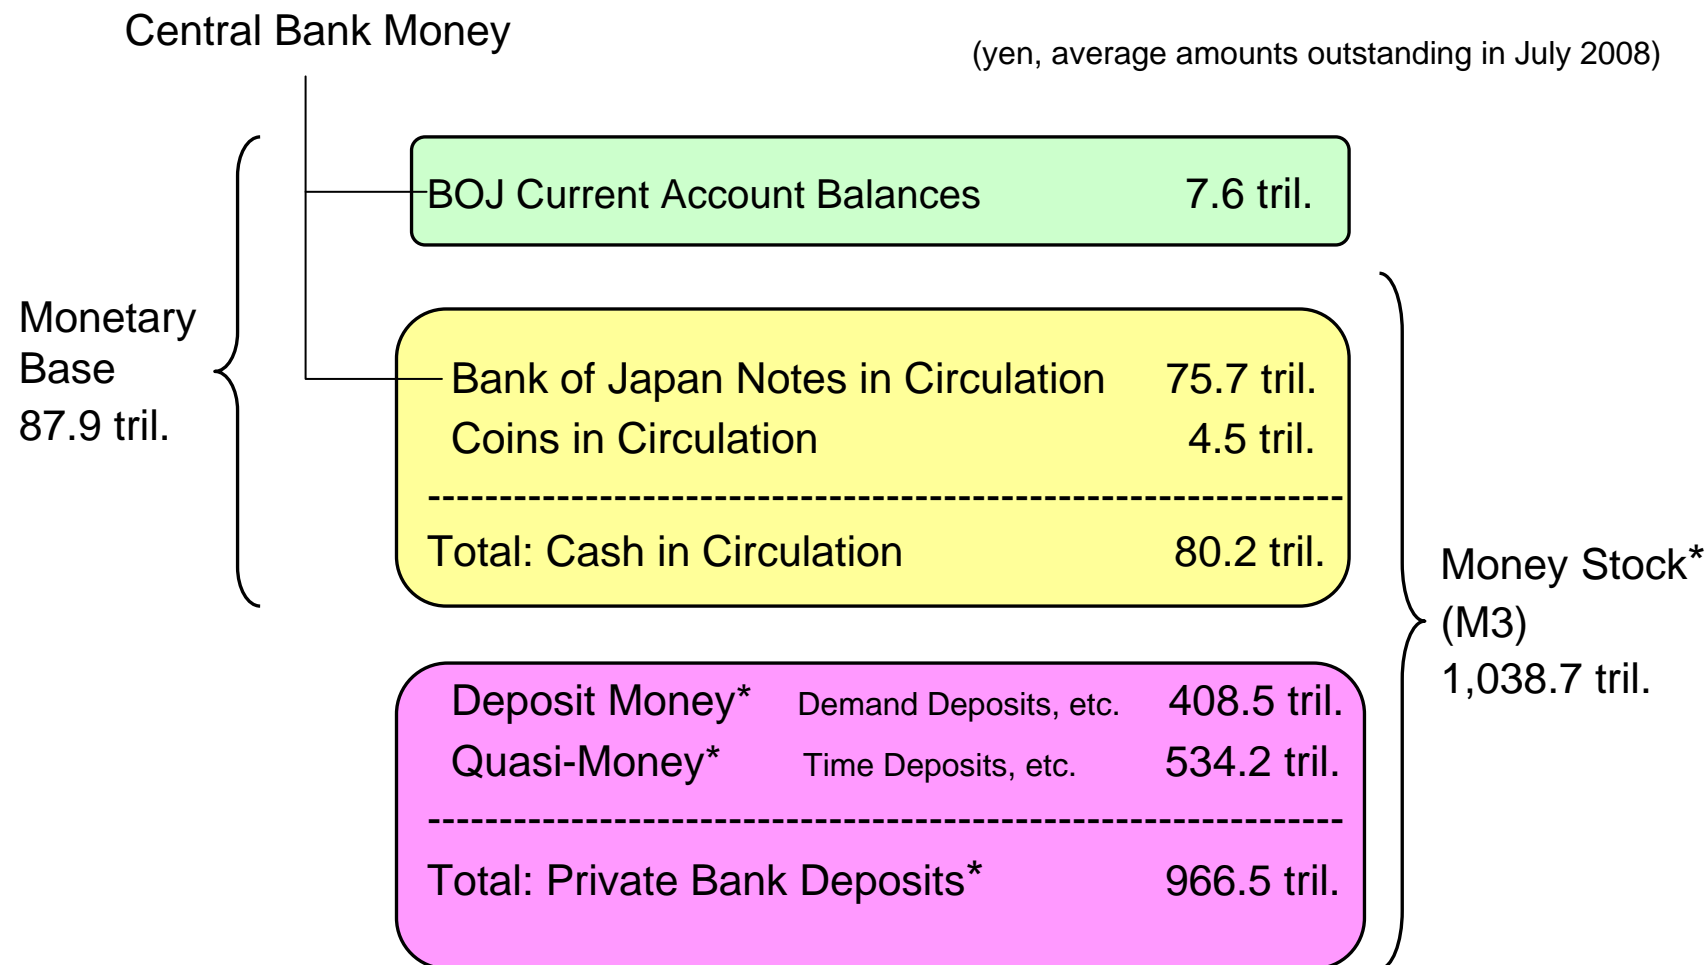 Central Bank Money
(yen, average amounts outstanding in July 2008)
BOJ Current Account Balances 7.6 tril.
Monetary
Base
87.9 tril.
Bank of Japan Notes in Circulation 75.7 tril.
Coins in Circulation 4.5 tril.
----------------------------------------------------------------
Total: Cash in Circulation 80.2 tril.
Money Stock*
(M3)
1,038.7 tril.
Deposit Money* Demand Deposits, etc. 408.5 tril.
Quasi-Money* Time Deposits, etc. 534.2 tril.
----------------------------------------------------------------
Total: Private Bank Deposits* 966.5 tril.